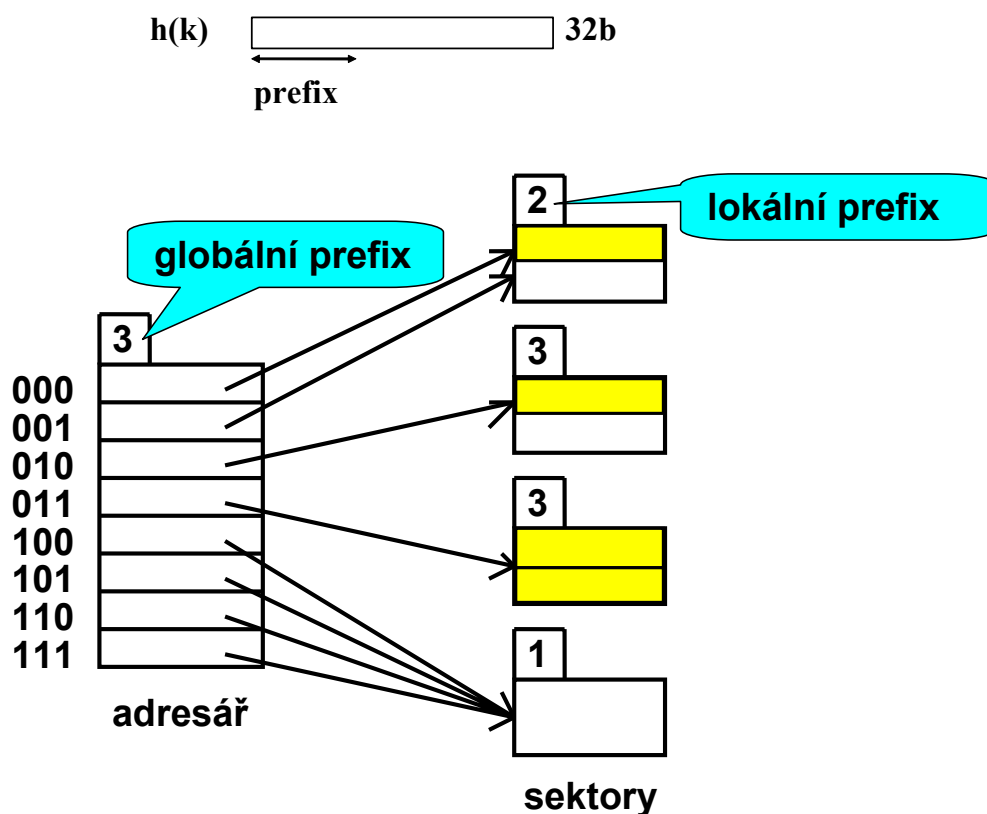 h(k) 32b
prefix
2 lokální prefix
globální prefix
3
3
000
001
010
011
100
101
110
111
3
1
adresář
sektory